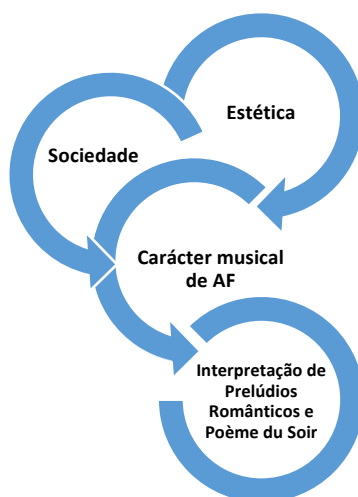 Estética
Sociedade
Carácter musical
de AF
Interpretação de
Prelúdios
Românticos e
Poème du Soir